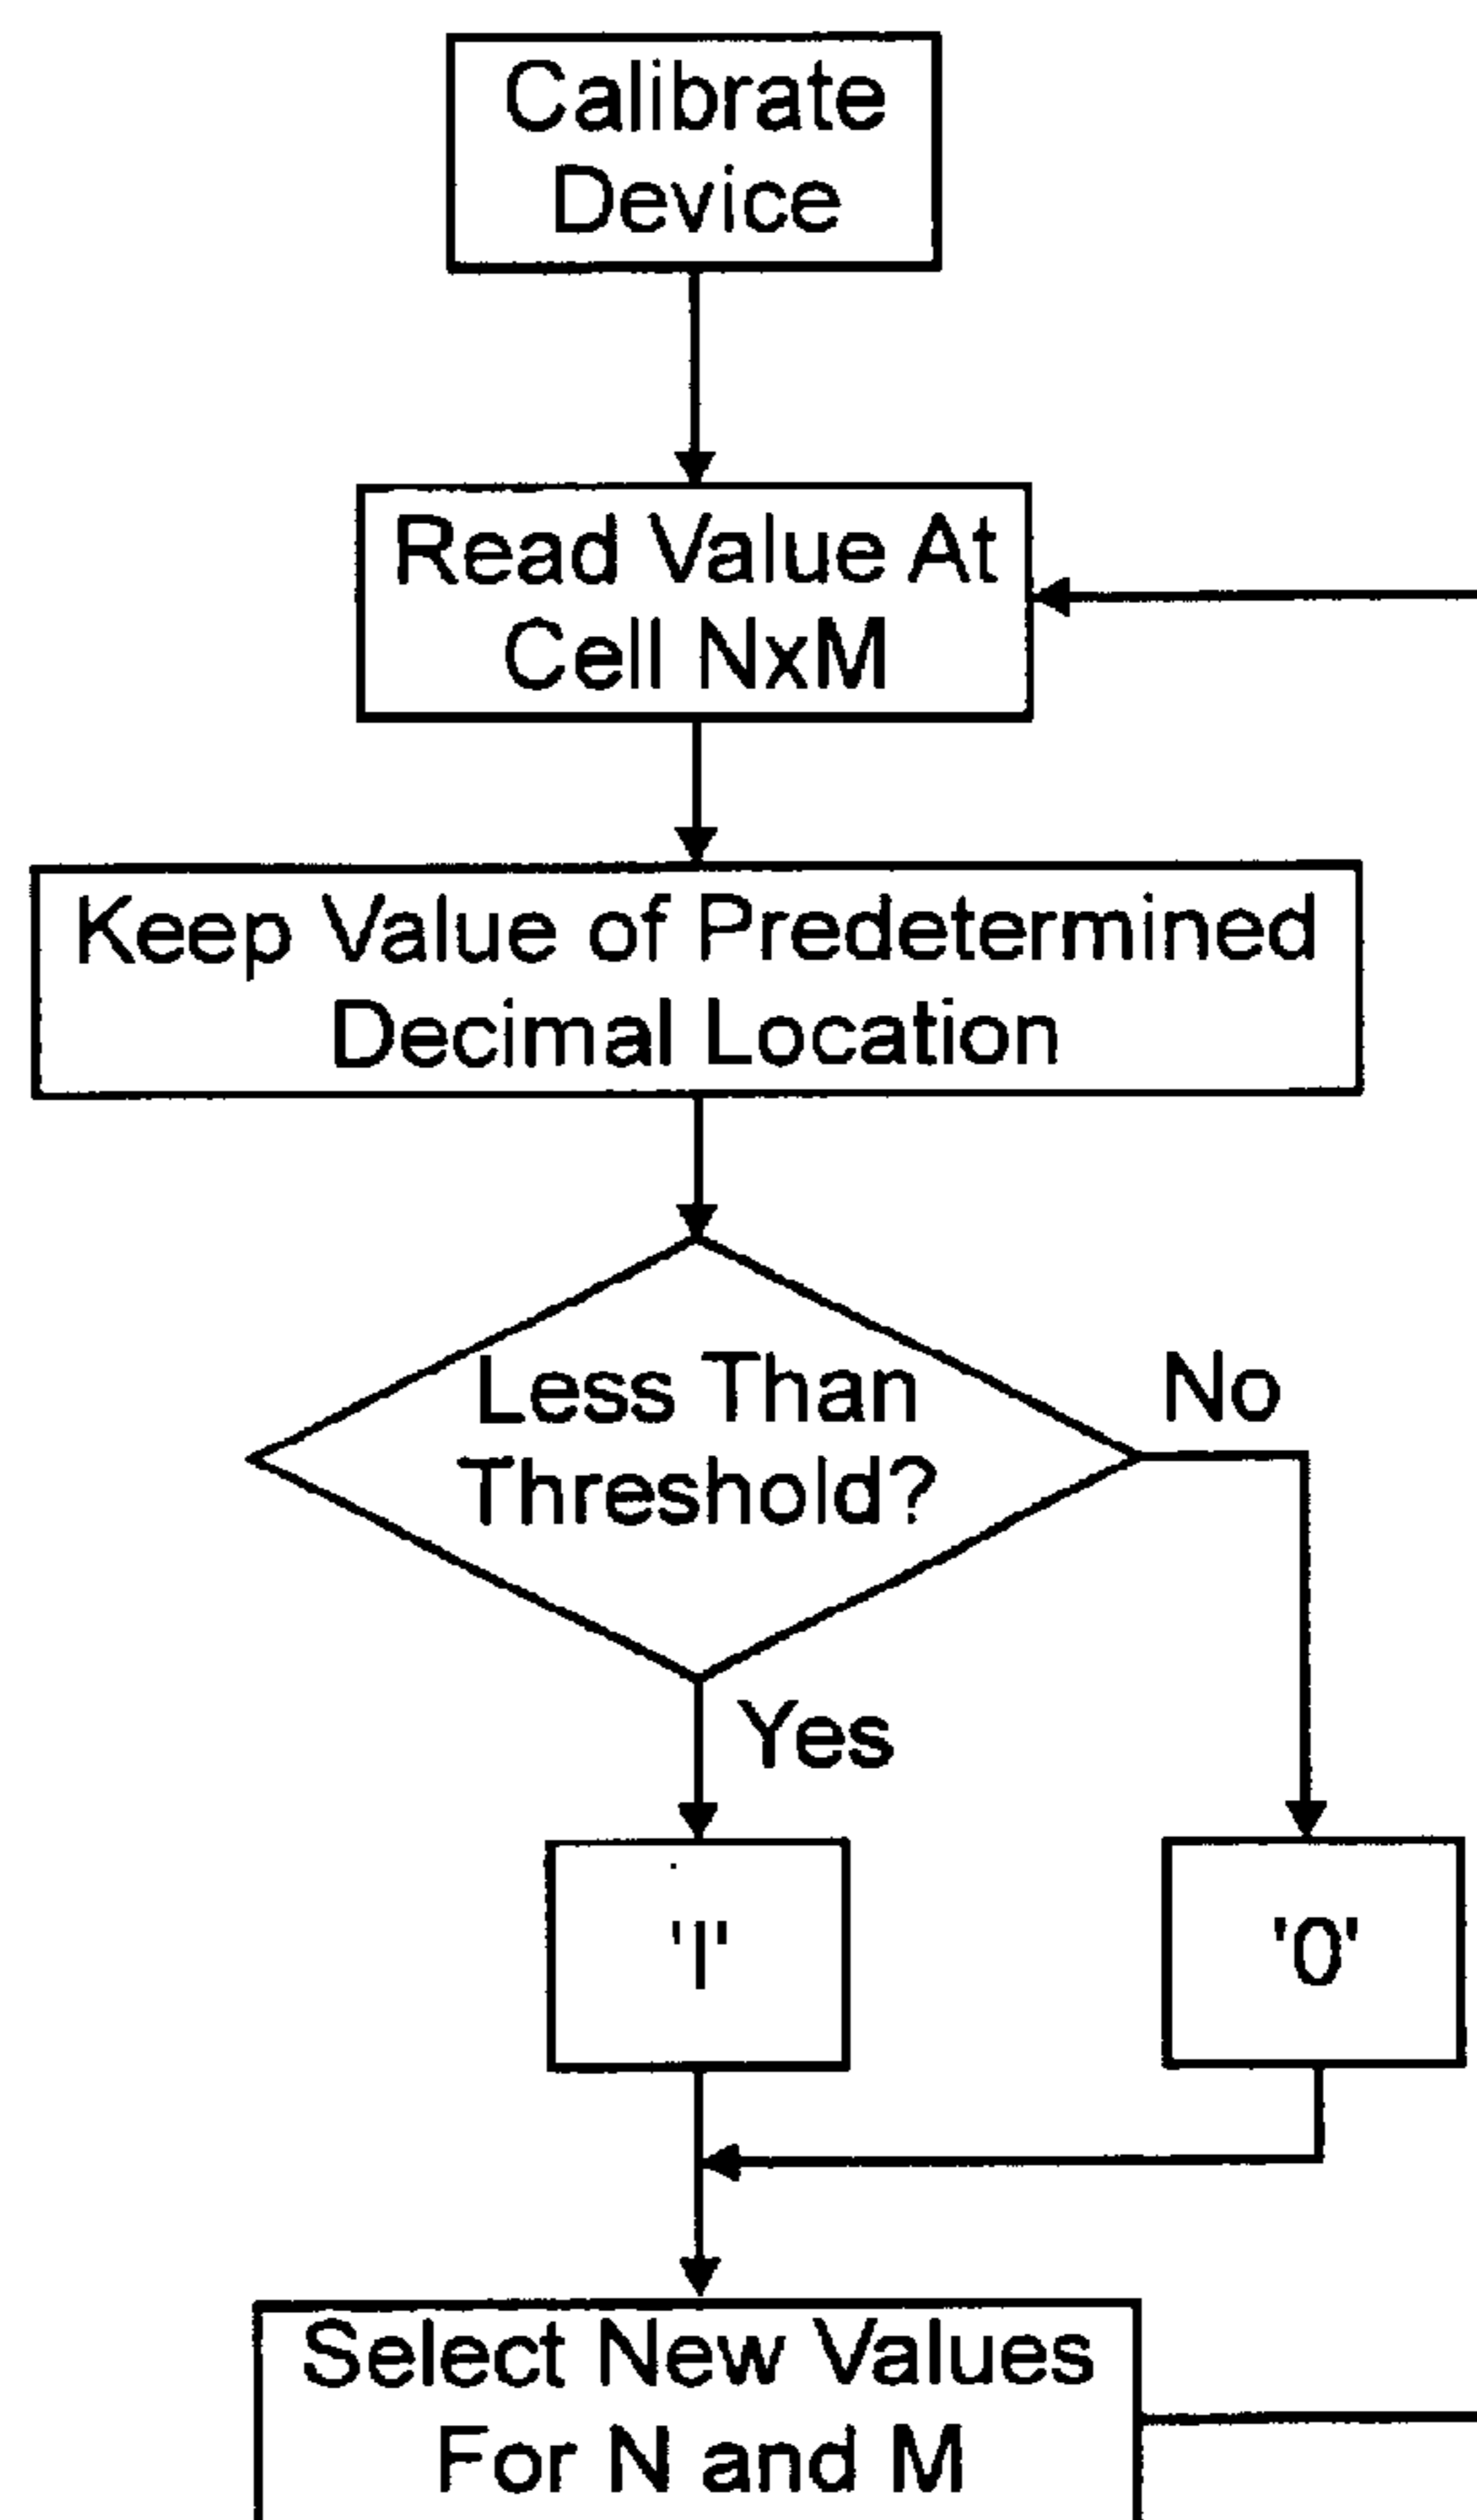 Calibrate
Device
Read Value At
Cell NxM
Keep Value of Predetermined
Decimal Location
Less Than
Threshold?
No
Yes
'1'
'0'
Select New Values
For N and M